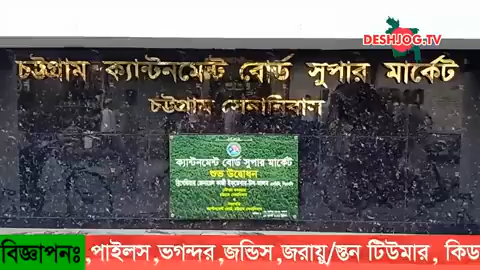 DESHJOG.TV
চট্টগ্রাম ক্যান্টনমেন্ট বোর্ড সুপার মার্কেট
চট্টগ্রাম সেনানিবাস
ক্যান্টনমেন্ট বোর্ড সুপার মার্কেট
শুভ উদ্বোধন
বিজ্ঞাপনঃ ,পাইলস,ভগন্দর,জন্ডিস,জরায়ু/স্তন টিউমার, কিড